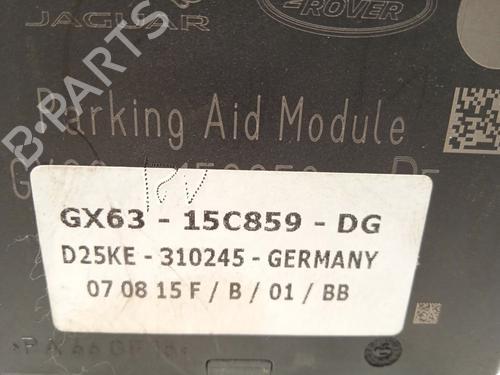 JAGUAR
ROVER
Parking Aid Module
GX63 - 15C859 - DG
D25KE - 310245 - GERMANY
07 08 15 F / B / 01 / BB
B-PARTS